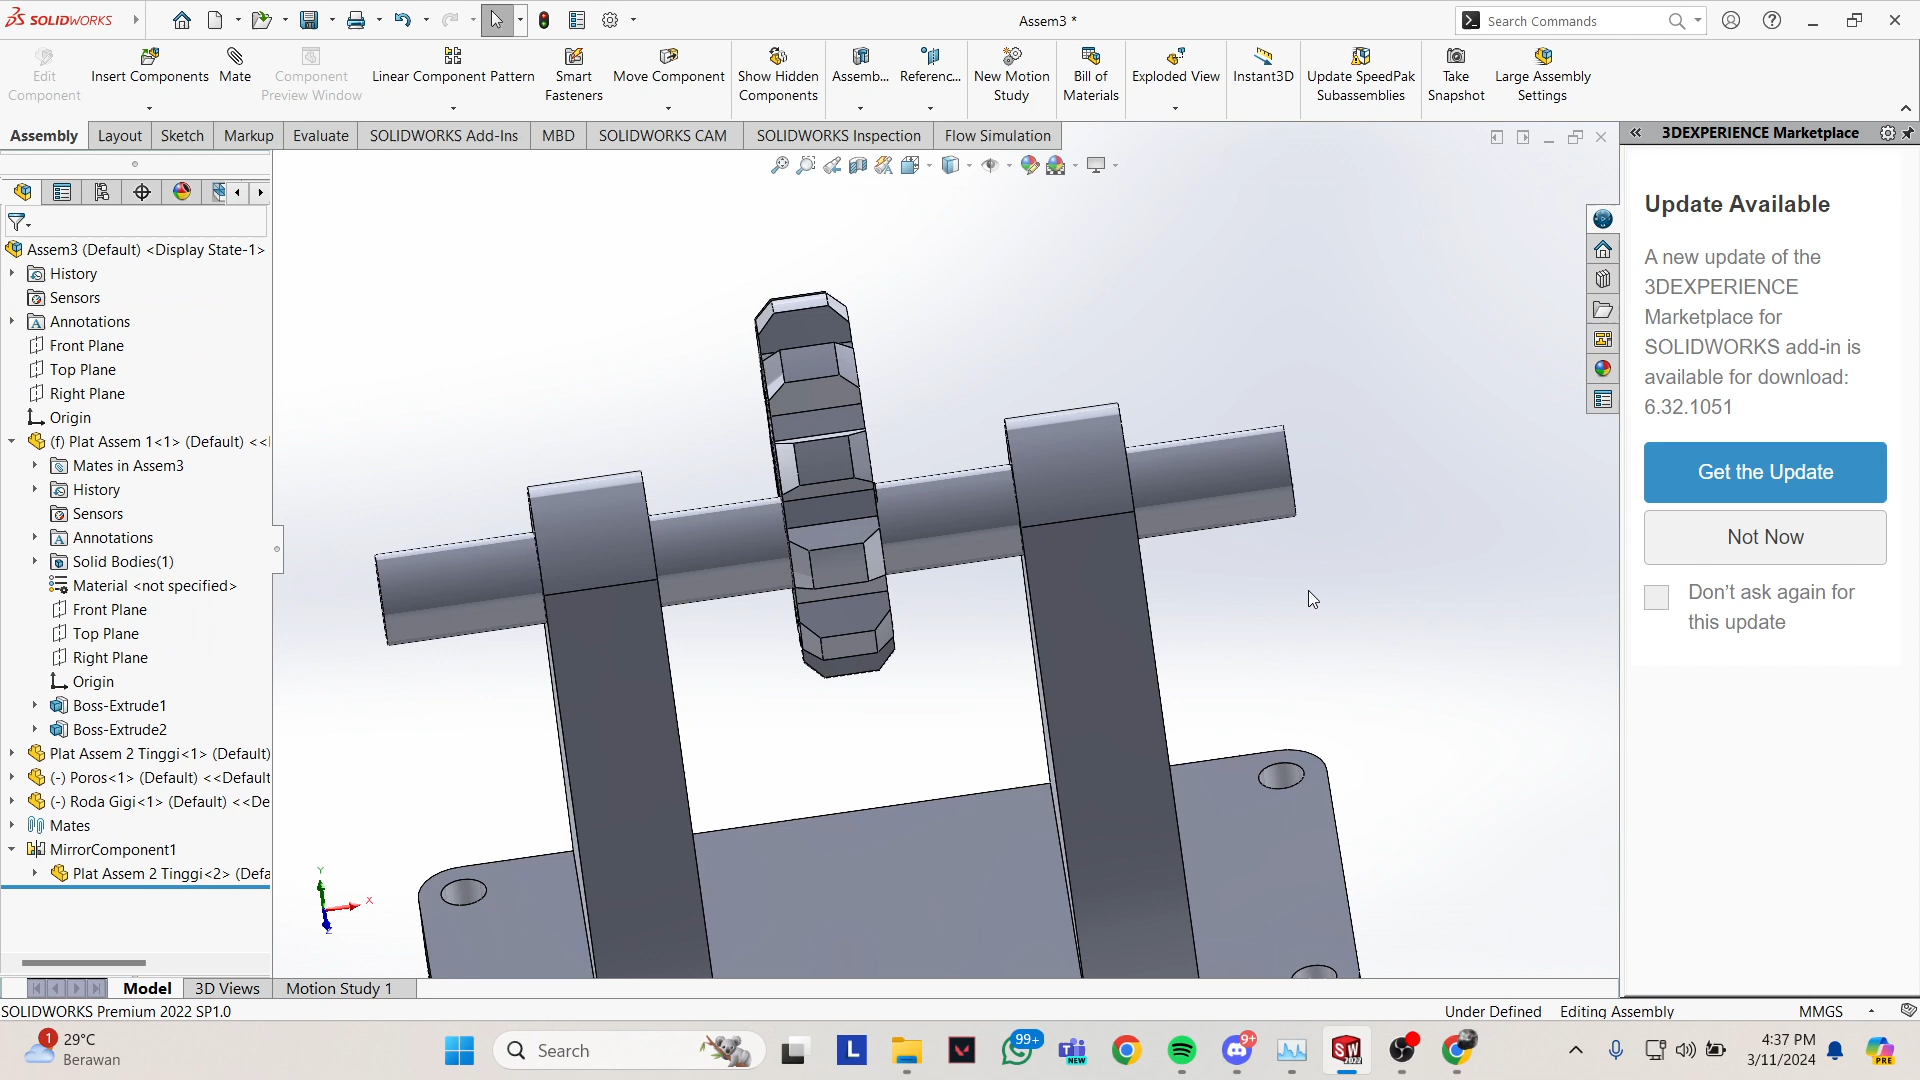 SOLIDWORKS
Assem3 *
Search Commands
Edit
Component
Insert Components
Mate
Component
Preview Window
Linear Component Pattern
Smart
Fasteners
Move Component
Show Hidden
Components
Assemb...
Referenc...
New Motion
Study
Bill of
Materials
Exploded View
Instant3D
Update SpeedPak
Subassemblies
Take
Snapshot
Large Assembly
Settings
Assembly
Layout
Sketch
Markup
Evaluate
SOLIDWORKS Add-Ins
MBD
SOLIDWORKS CAM
SOLIDWORKS Inspection
Flow Simulation
3DEXPERIENCE Marketplace
Update Available
A new update of the
3DEXPERIENCE
Marketplace for
SOLIDWORKS add-in is
available for download:
6.32.1051
Get the Update
Not Now
Don't ask again for
this update
Assem3 (Default) <Display State-1>
History
Sensors
Annotations
Front Plane
Top Plane
Right Plane
Origin
(f) Plat Assem 1<1> (Default) <<
Mates in Assem3
History
Sensors
Annotations
Solid Bodies(1)
Material <not specified>
Front Plane
Top Plane
Right Plane
Origin
Boss-Extrude1
Boss-Extrude2
Plat Assem 2 Tinggi<1> (Default)
(-) Poros<1> (Default) <<Default
(-) Roda Gigi<1> (Default) <<De
Mates
MirrorComponent1
Plat Assem 2 Tinggi<2> (Defa
Y
X
Z
Model
3D Views
Motion Study 1
SOLIDWORKS Premium 2022 SP1.0
Under Defined
Editing Assembly
MMGS
1
29°C
Berawan
Search
L
99+
NEW
9+
SW
2022
4:37 PM
3/11/2024
PRE